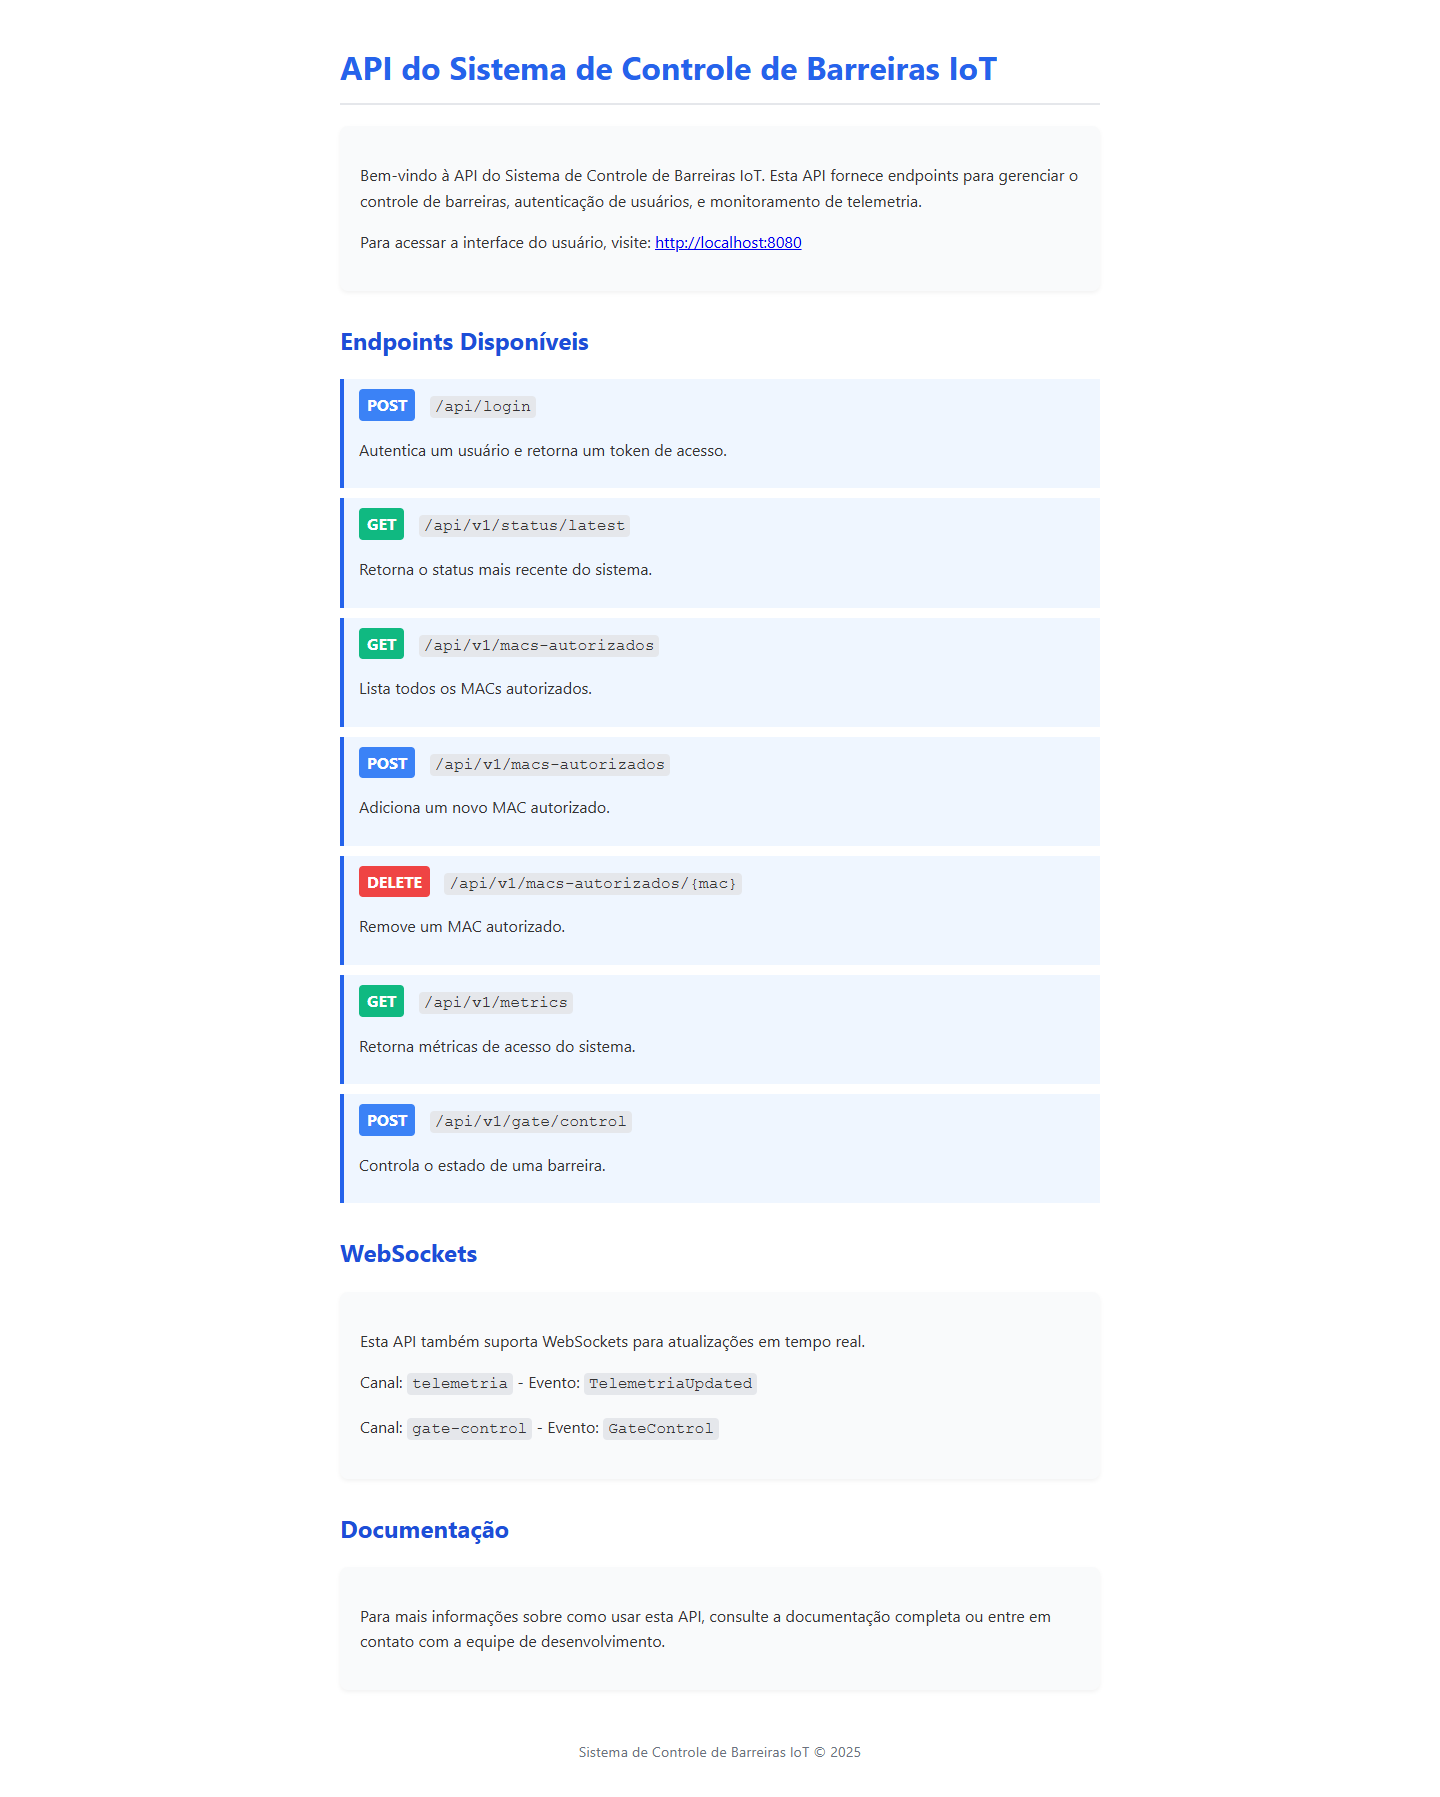 API do Sistema de Controle de Barreiras IoT
Bem-vindo à API do Sistema de Controle de Barreiras IoT. Esta API fornece endpoints para gerenciar o
controle de barreiras, autenticação de usuários, e monitoramento de telemetria.
Para acessar a interface do usuário, visite: http://localhost:8080
Endpoints Disponíveis
POST /api/login
Autentica um usuário e retorna um token de acesso.
GET /api/v1/status/latest
Retorna o status mais recente do sistema.
GET /api/v1/macs-autorizados
Lista todos os MACs autorizados.
POST /api/v1/macs-autorizados
Adiciona um novo MAC autorizado.
DELETE /api/v1/macs-autorizados/{mac}
Remove um MAC autorizado.
GET /api/v1/metrics
Retorna métricas de acesso do sistema.
POST /api/v1/gate/control
Controla o estado de uma barreira.
WebSockets
Esta API também suporta WebSockets para atualizações em tempo real.
Canal: telemetria - Evento: TelemetriaUpdated
Canal: gate-control - Evento: GateControl
Documentação
Para mais informações sobre como usar esta API, consulte a documentação completa ou entre em
contato com a equipe de desenvolvimento.
Sistema de Controle de Barreiras IoT © 2025